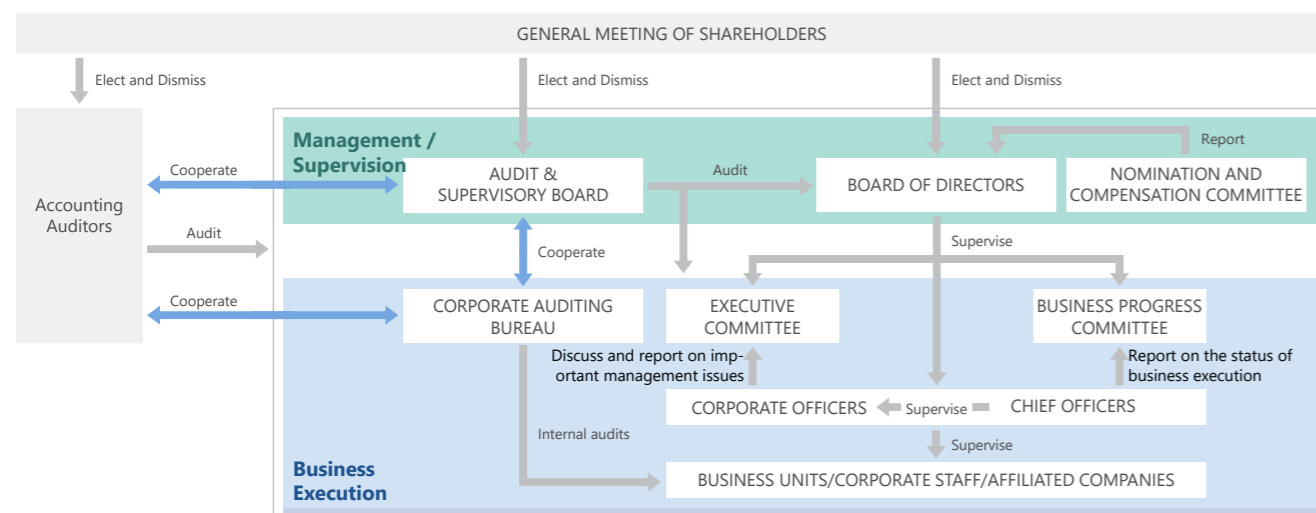 GENERAL MEETING OF SHAREHOLDERS
Elect and Dismiss
Elect and Dismiss
Elect and Dismiss
Accounting
Auditors
Management /
Supervision
Report
Cooperate
AUDIT &
SUPERVISORY BOARD
Audit
BOARD OF DIRECTORS
NOMINATION AND
COMPENSATION COMMITTEE
Audit
Cooperate
Supervise
Cooperate
CORPORATE AUDITING
BUREAU
EXECUTIVE
COMMITTEE
BUSINESS PROGRESS
COMMITTEE
Discuss and report on imp-
ortant management issues
Report on the status of
business execution
CORPORATE OFFICERS
Supervise
CHIEF OFFICERS
Internal audits
Supervise
Business
Execution
BUSINESS UNITS/CORPORATE STAFF/AFFILIATED COMPANIES